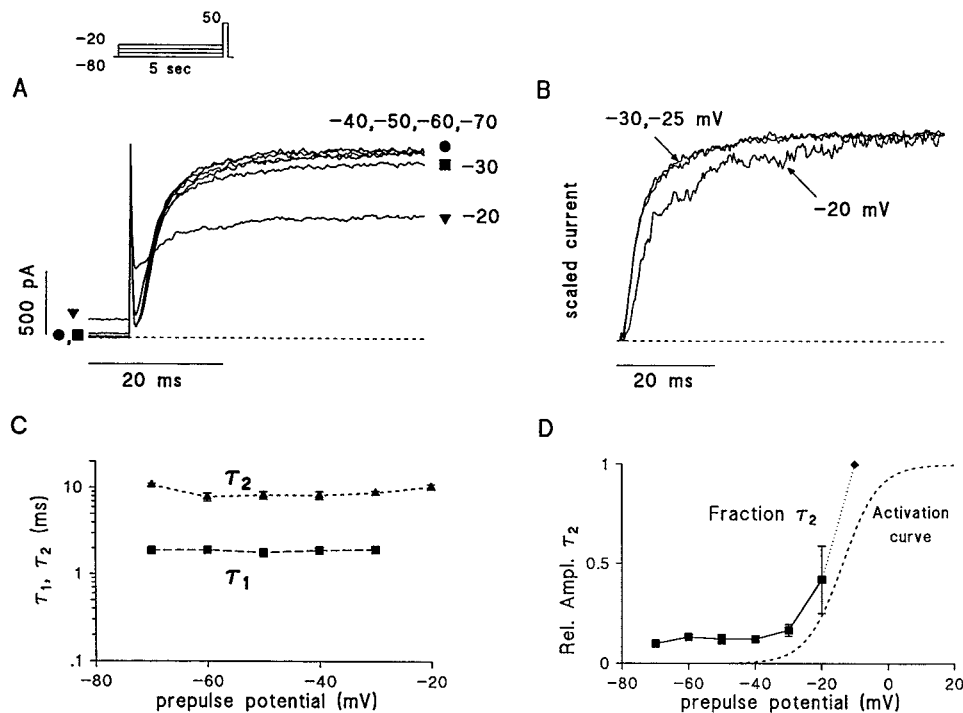 50
-20
-80
5 sec
A
-40,-50,-60,-70
-30
-20
500 pA
,
20 ms
B
-30,-25 mV
-20 mV
scaled current
20 ms
C
τ1, τ2 (ms)
10
1
.1
τ2
τ1
-80 -60 -40 -20
prepulse potential (mV)
D
Rel. Ampl. τ2
1
0.5
0
Fraction τ2
Activation
curve
-80 -60 -40 -20 0 20
prepulse potential (mV)